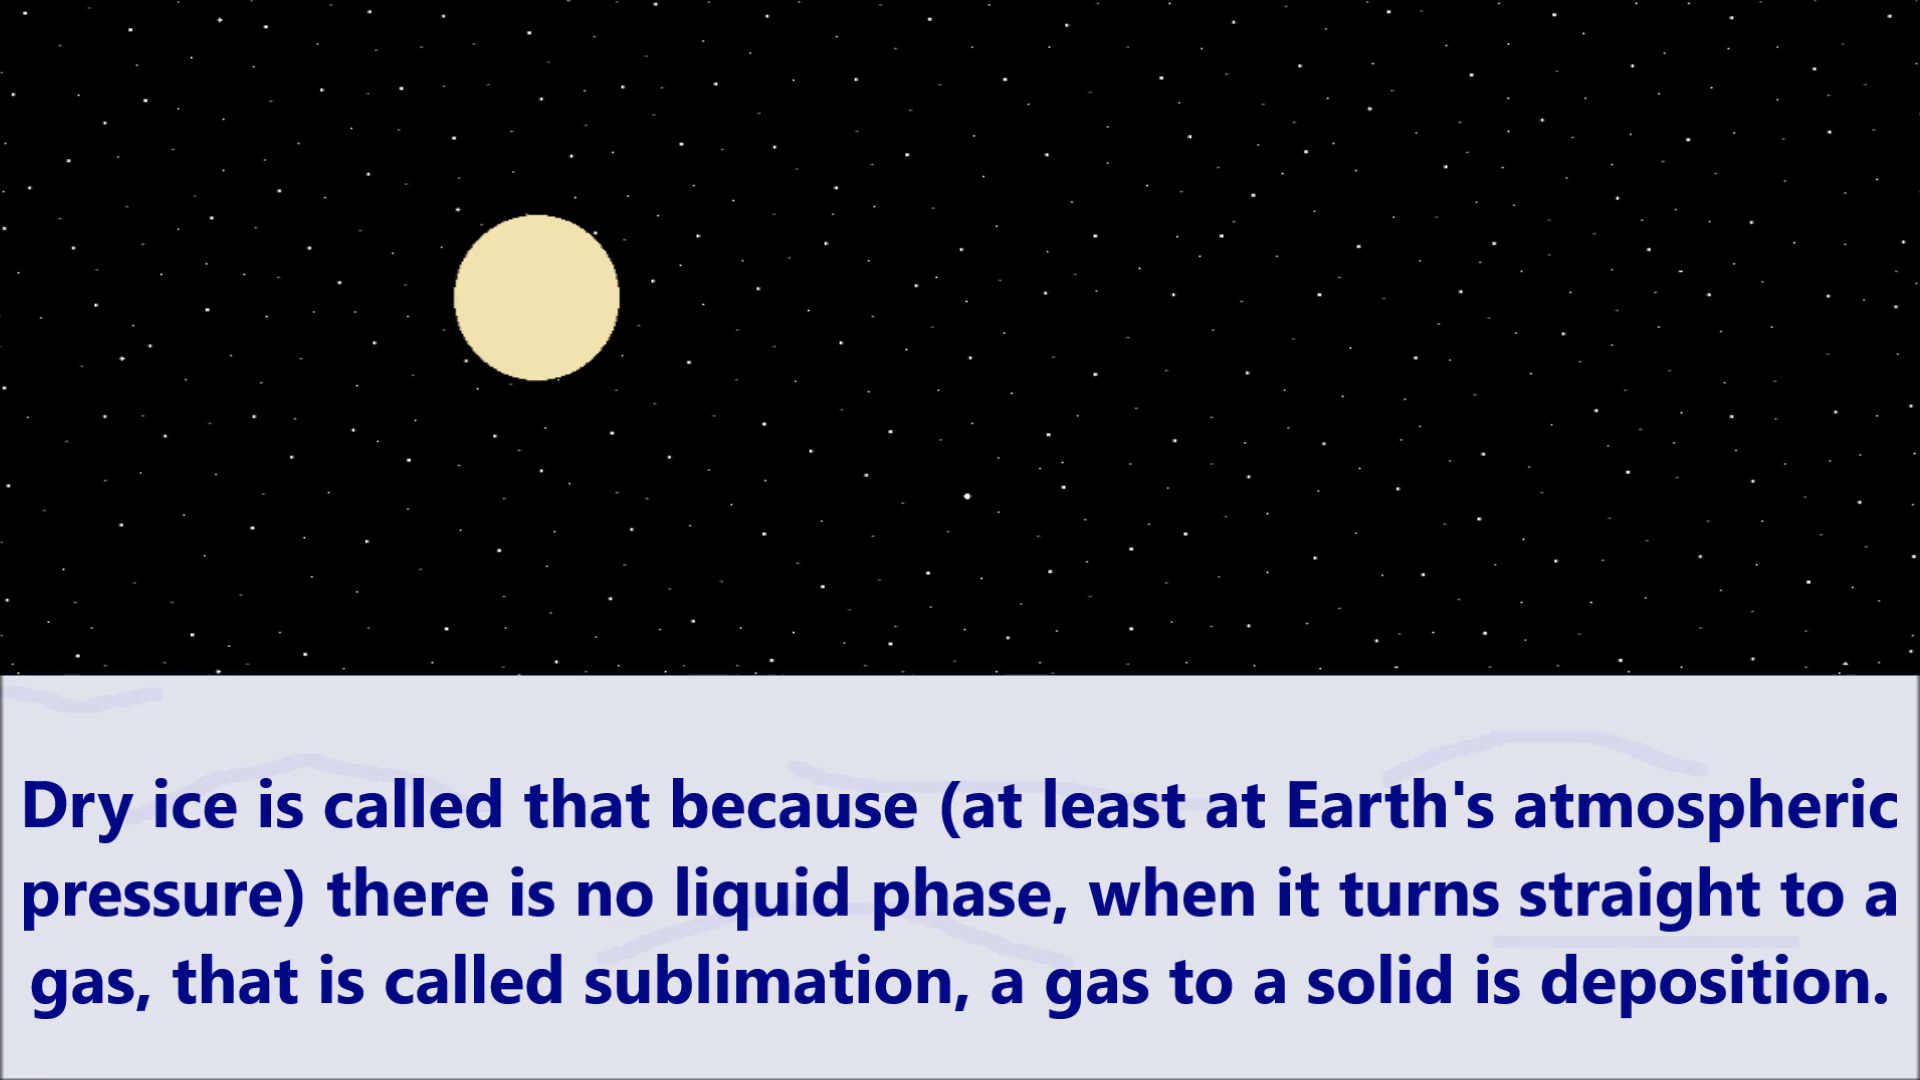 Dry ice is called that because (at least at Earth's atmospheric
pressure) there is no liquid phase, when it turns straight to a
gas, that is called sublimation, a gas to a solid is deposition.